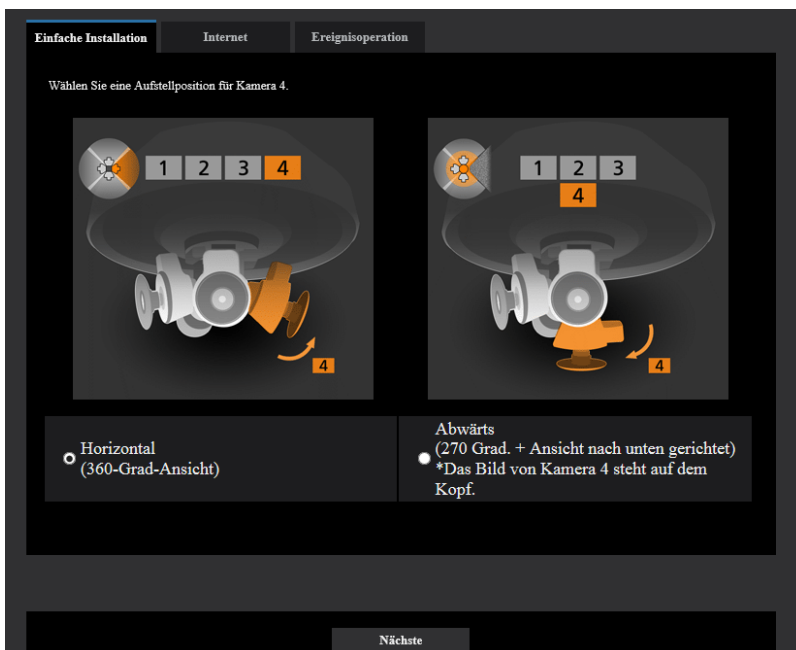 Einfache Installation Internet Ereignisoperation
Wählen Sie eine Aufstellposition für Kamera 4.
1 2 3 4
4
1 2 3
4
4
Horizontal
(360-Grad-Ansicht)
Abwärts
(270 Grad. + Ansicht nach unten gerichtet)
*Das Bild von Kamera 4 steht auf dem
Kopf.
Nächste